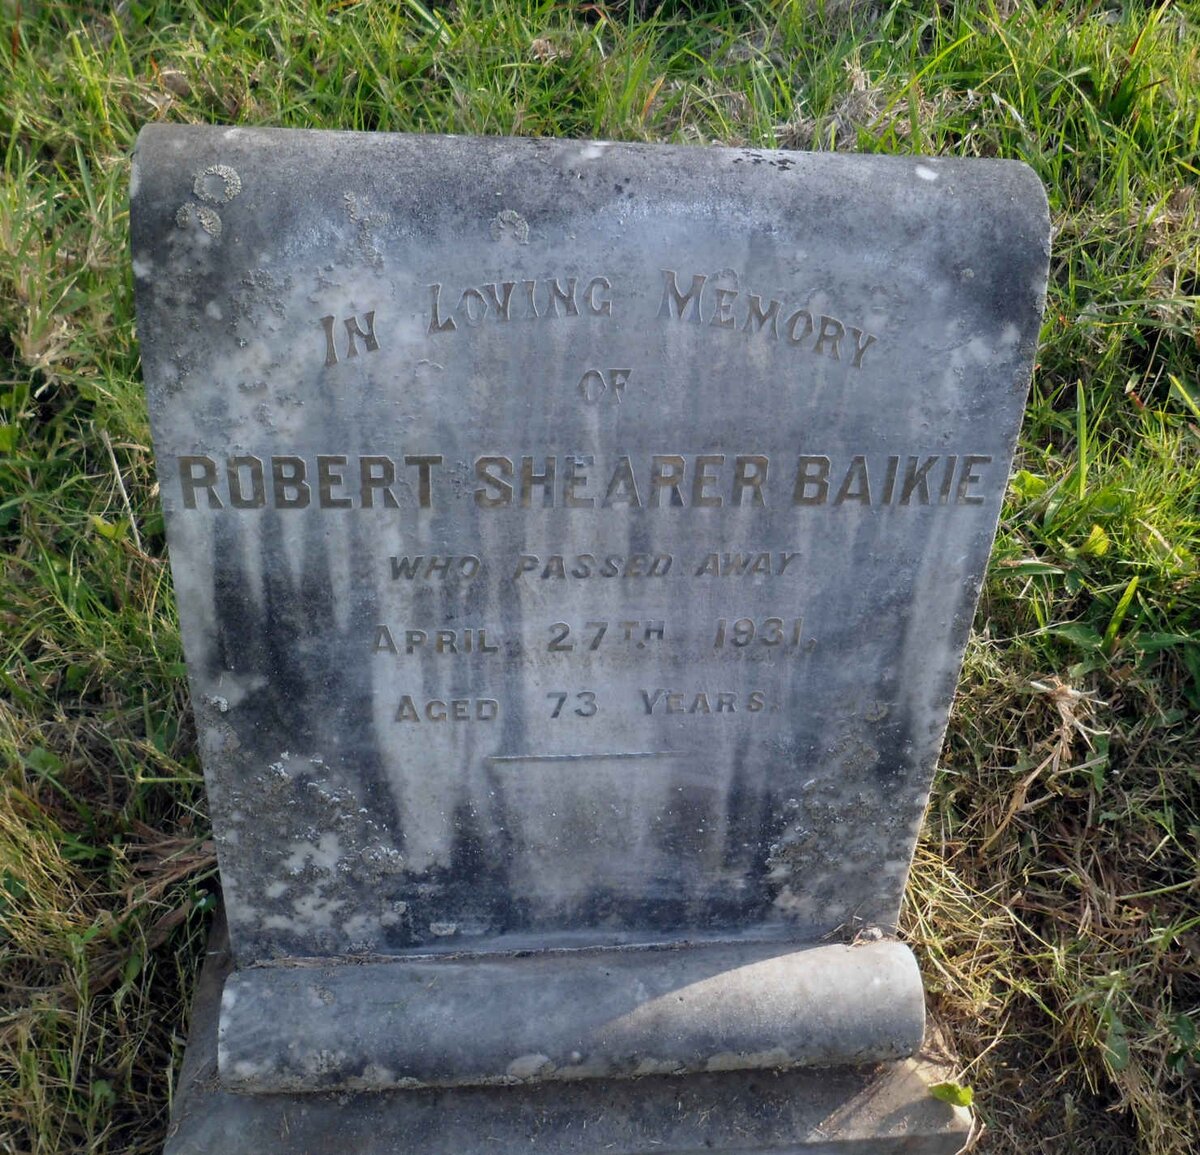 IN LOVING MEMORY
OF
ROBERT SHEARER BAIKIE
WHO PASSED AWAY
APRIL 27TH 1931.
AGED 73 YEARS.